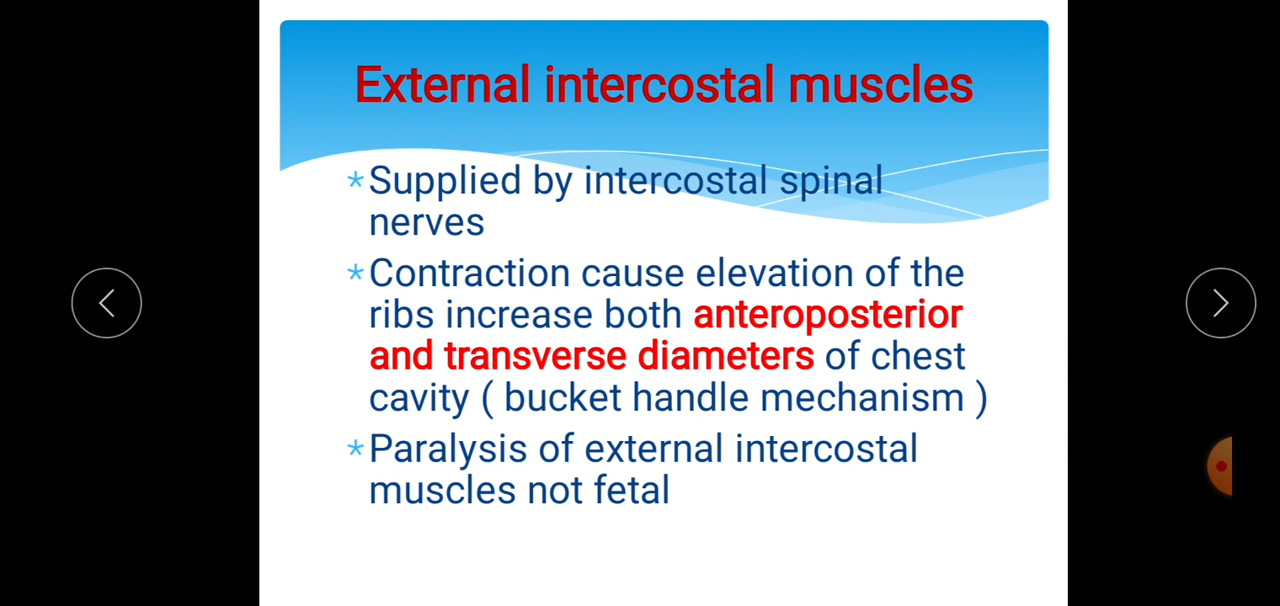 External intercostal muscles
*Supplied by intercostal spinal
nerves
*Contraction cause elevation of the
ribs increase both anteroposterior
and transverse diameters of chest
cavity ( bucket handle mechanism )
*Paralysis of external intercostal
muscles not fetal